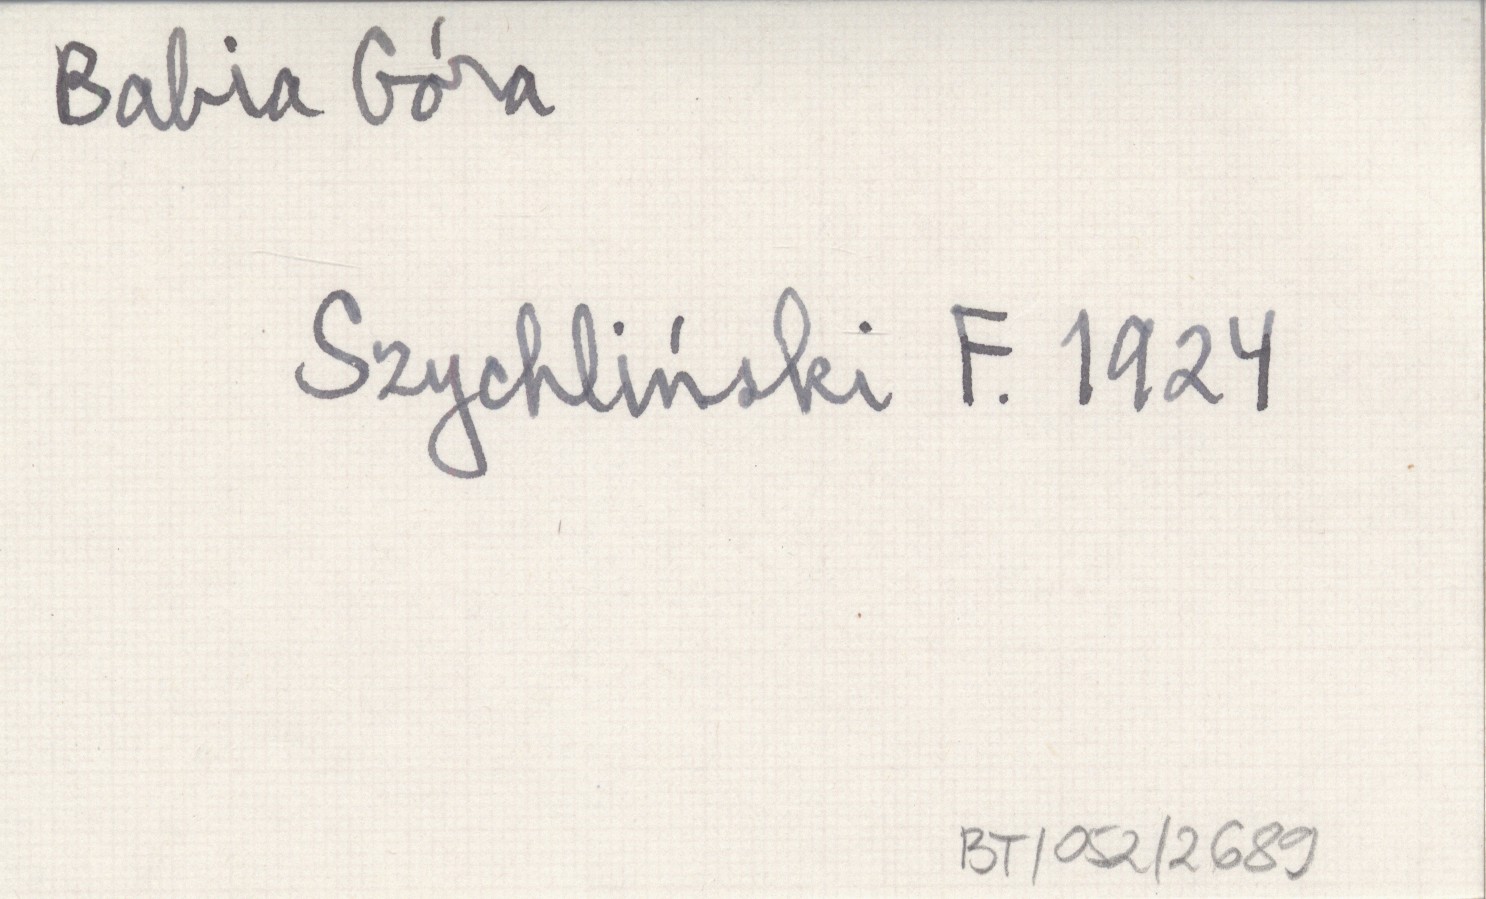 Babia Góra
Szychliński F. 1924
BT/052/2689